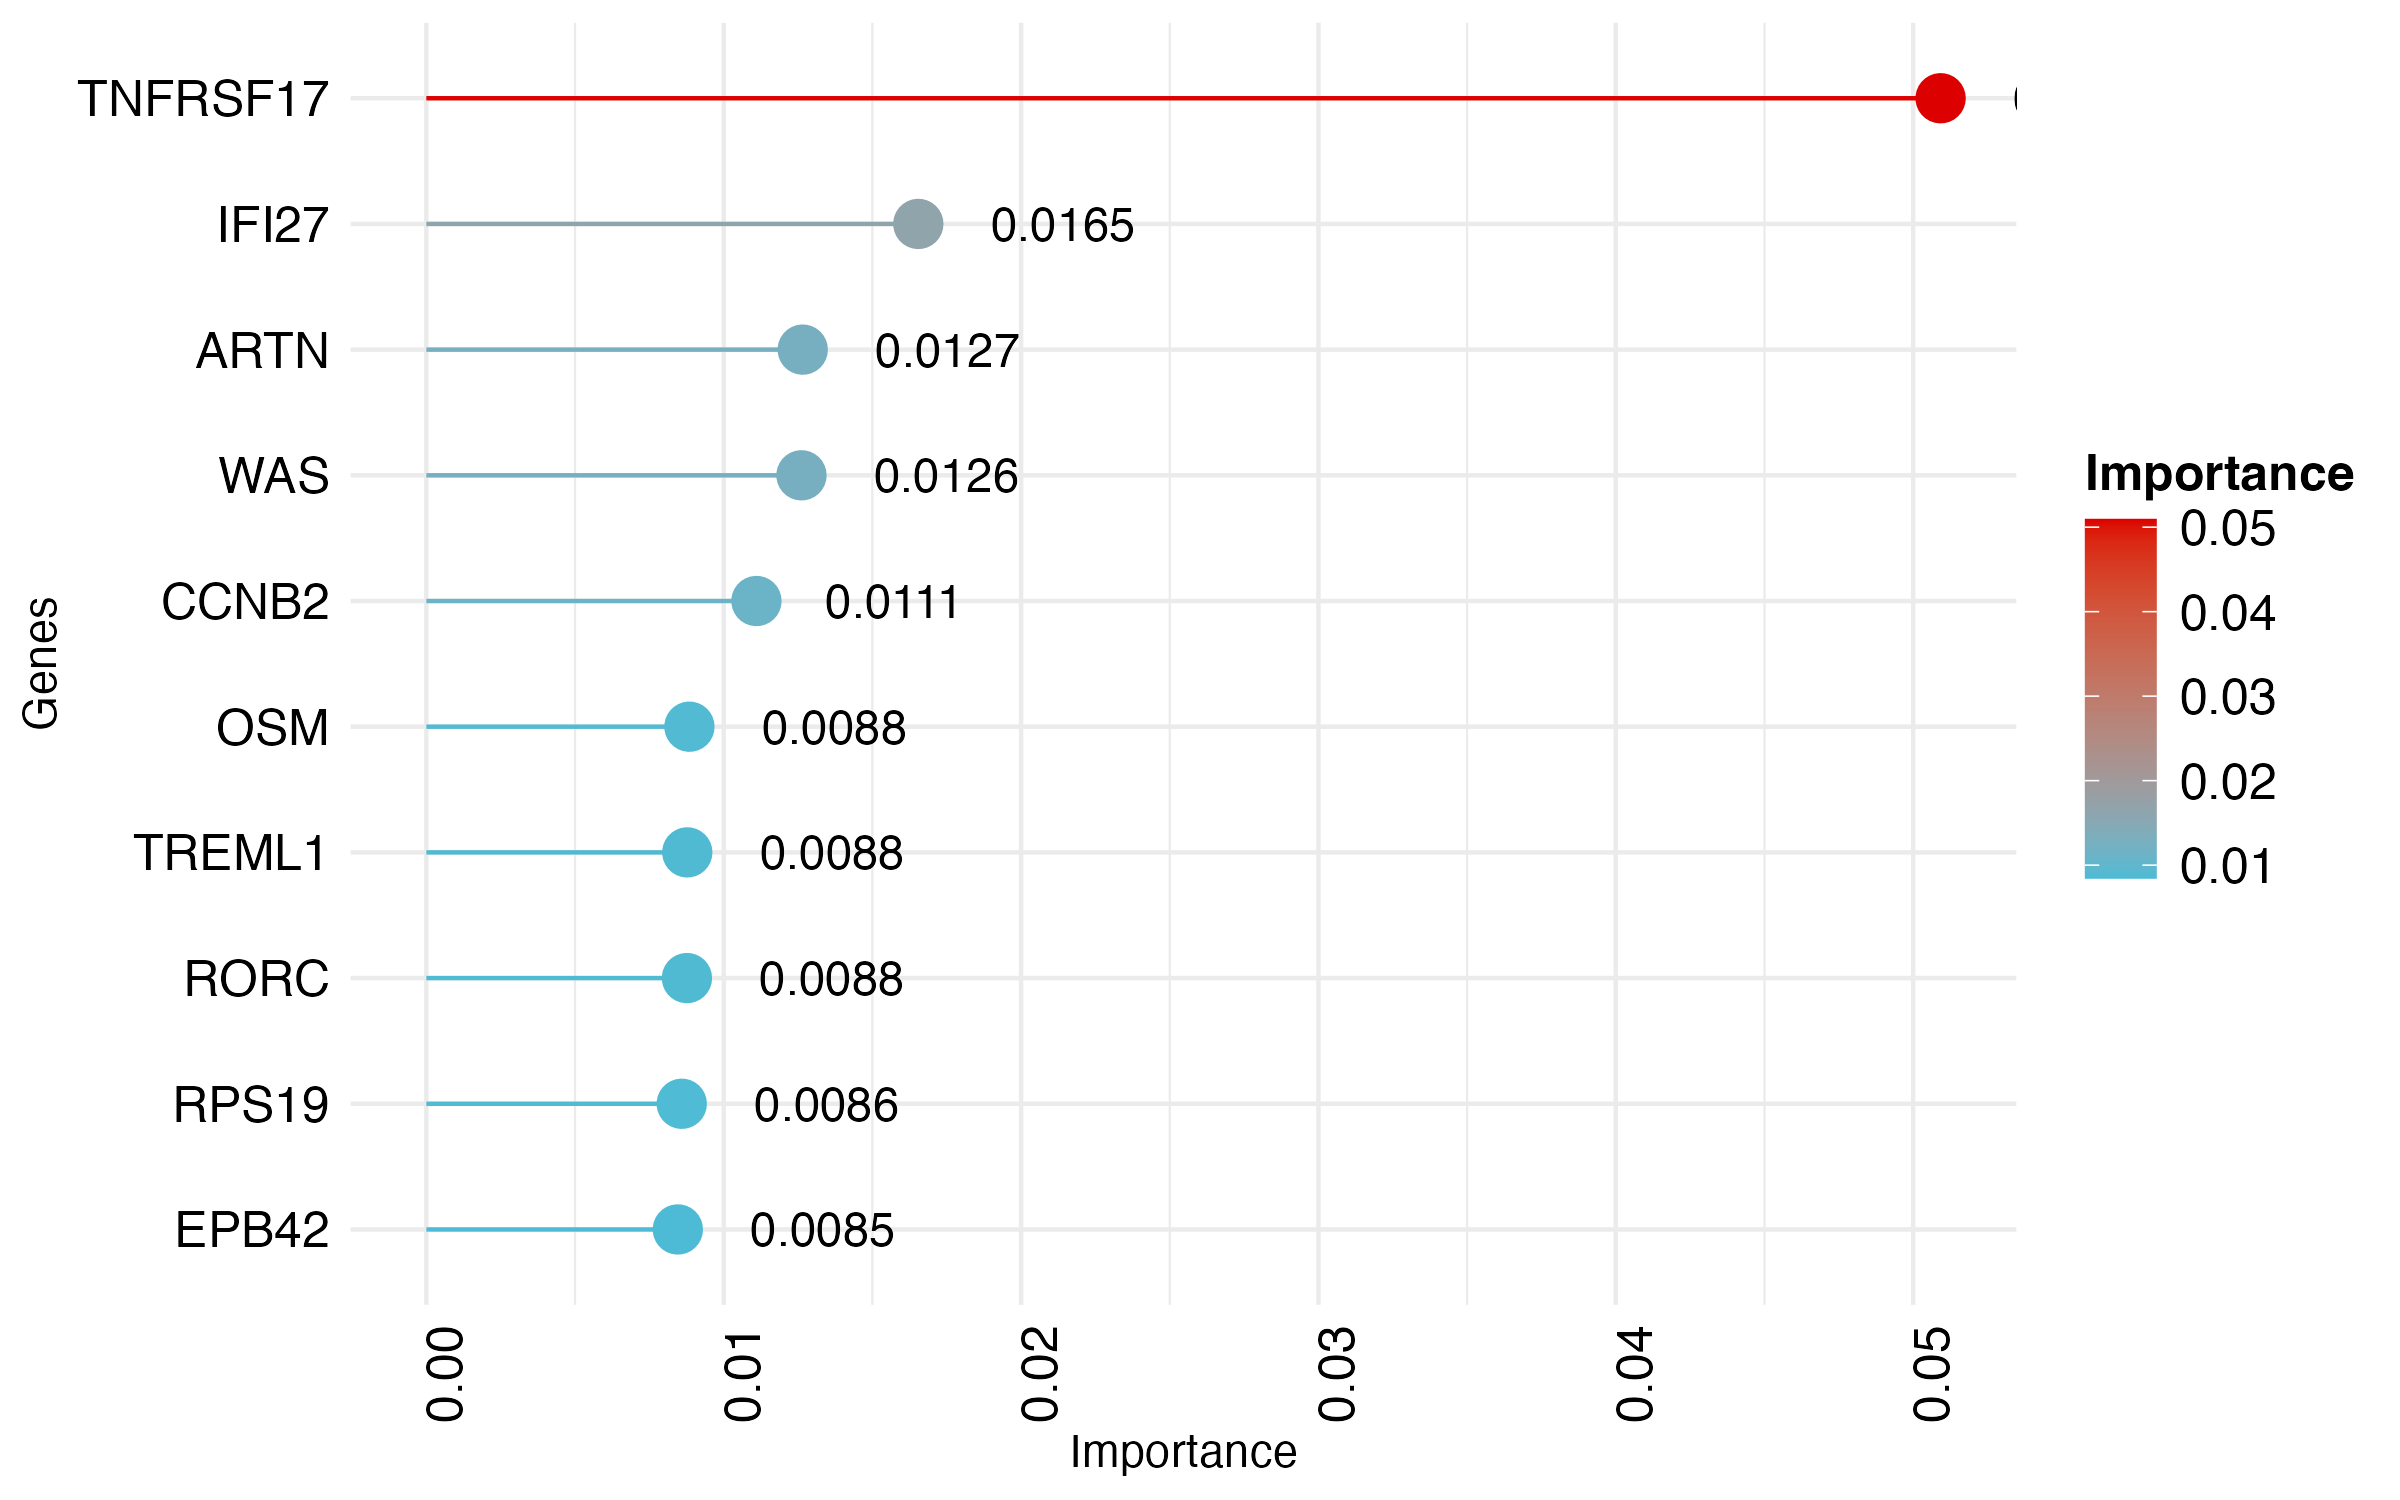 TNFRSF17
IFI27 0.0165
ARTN 0.0127
WAS 0.0126
CCNB2 0.0111
OSM 0.0088
TREML1 0.0088
RORC 0.0088
RPS19 0.0086
EPB42 0.0085
Genes
0.00 0.01 0.02 0.03 0.04 0.05
Importance
Importance
0.05
0.04
0.03
0.02
0.01